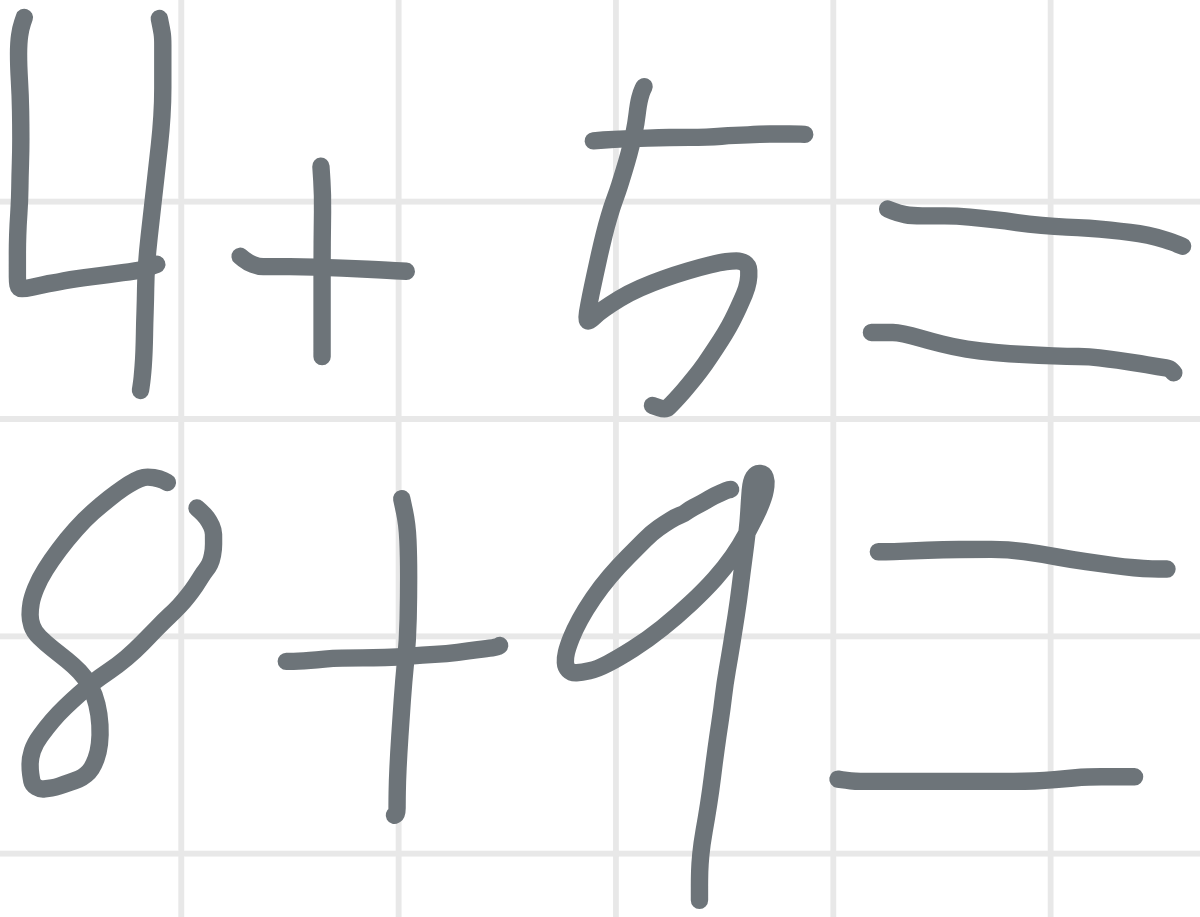 4 + 5 =
8 + 9 =